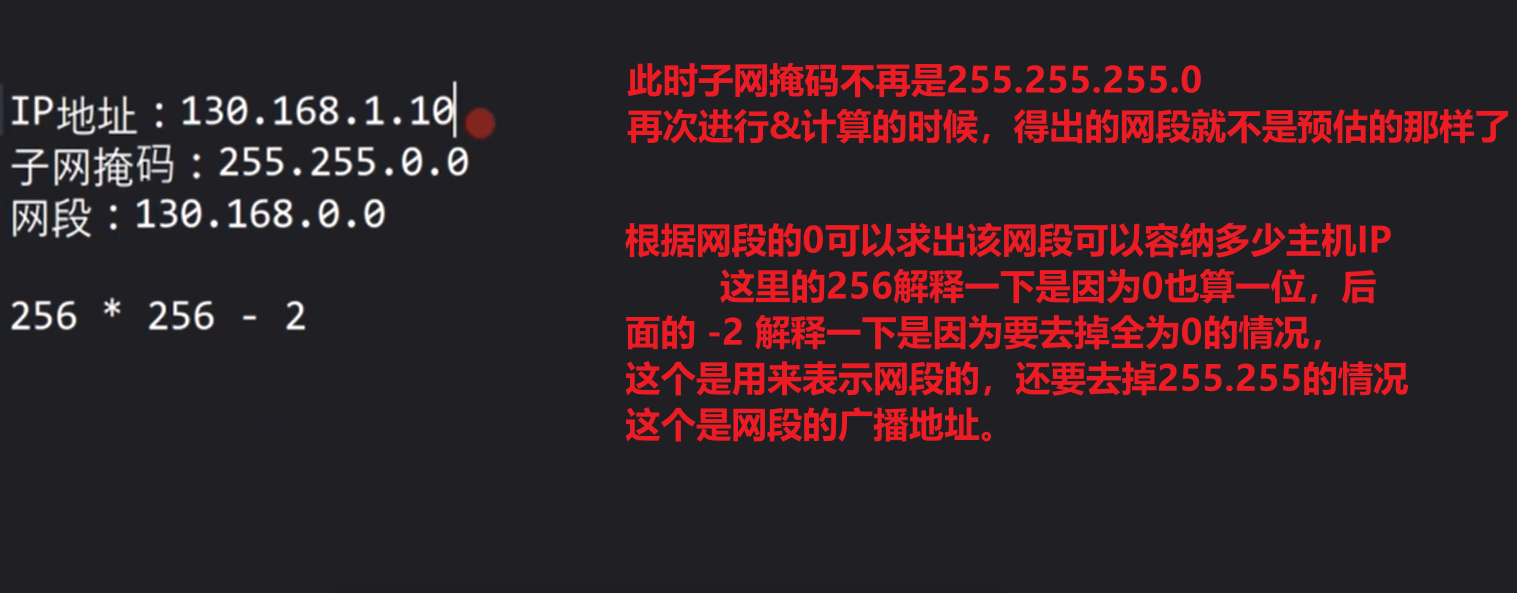 IP地址：130.168.1.10
子网掩码：255.255.0.0
网段：130.168.0.0
256 * 256 - 2
此时子网掩码不再是255.255.255.0
再次进行&计算的时候，得出的网段就不是预估的那样了
根据网段的0可以求出该网段可以容纳多少主机IP
这里的256解释一下是因为0也算一位，后
面的 -2 解释一下是因为要去掉全为0的情况，
这个是用来表示网段的，还要去掉255.255的情况
这个是网段的广播地址。